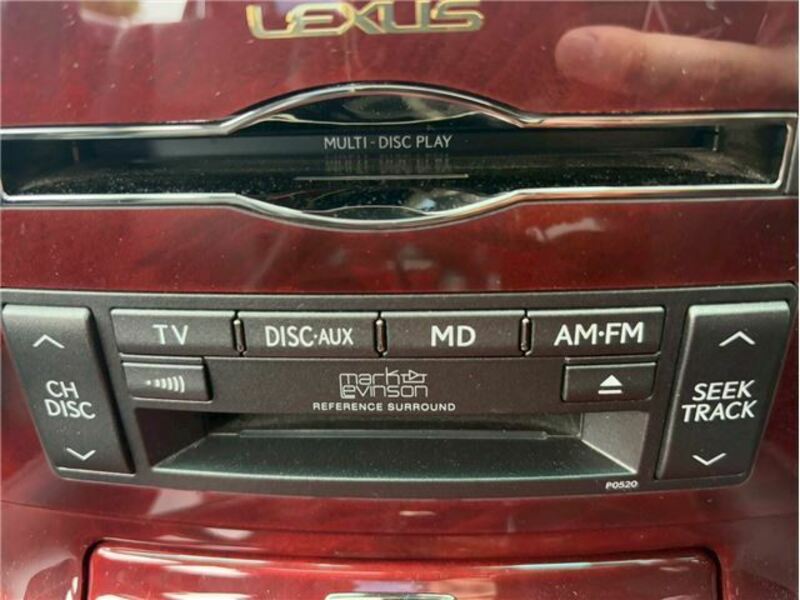 LEXUS
MULTI-DISC PLAY
TV DISC·AUX MD AM·FM
CH DISC
mark levinson
REFERENCE SURROUND
SEEK TRACK
P0520